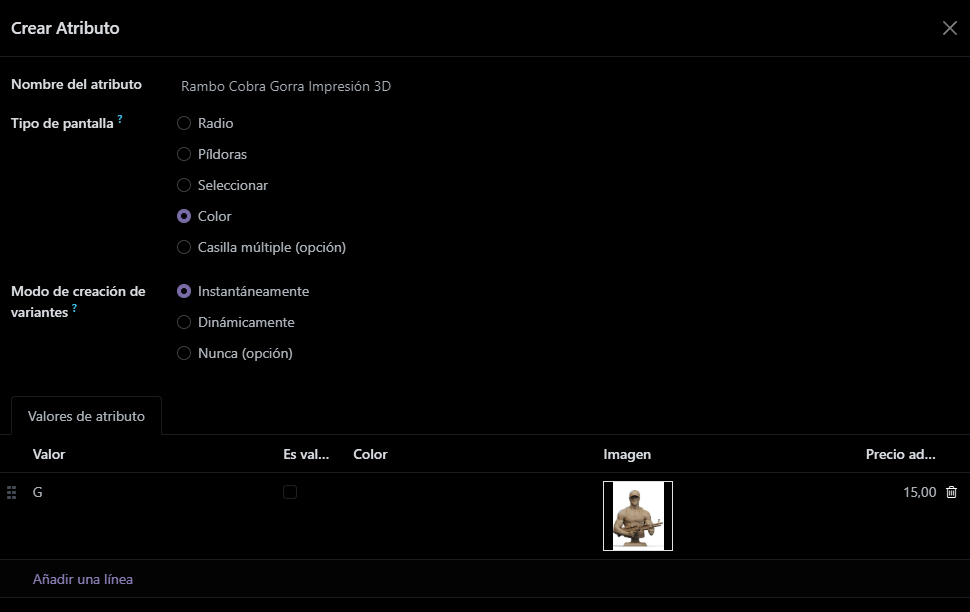 Crear Atributo
Nombre del atributo
Rambo Cobra Gorra Impresión 3D
Tipo de pantalla ?
Radio
Píldoras
Seleccionar
Color
Casilla múltiple (opción)
Modo de creación de
variantes ?
Instantáneamente
Dinámicamente
Nunca (opción)
Valores de atributo
Valor Es val... Color Imagen Precio ad...
G 15,00
Añadir una línea